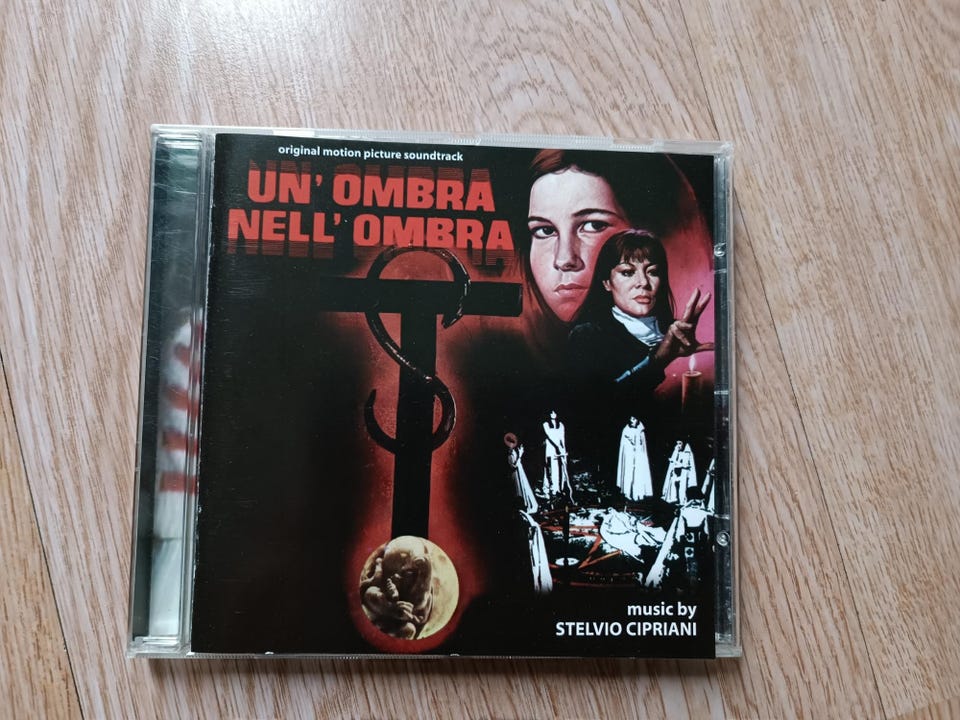 original motion picture soundtrack
UN' OMBRA
NELL' OMBRA
music by
STELVIO CIPRIANI